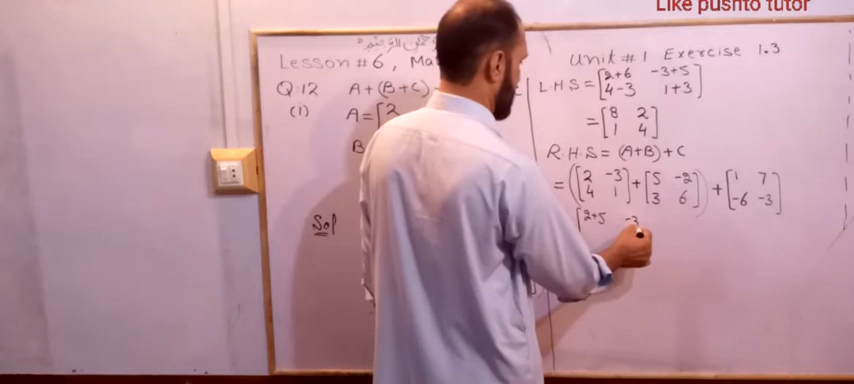 Like pushto tutor
Lesson # 6, Ma
Unit # 1 Exercise 1.3
Q:12 A+(B+C)
(i) A = [2
B
Sol
L.H.S = [2+6 -3+5
4-3 1+3]
= [8 2
1 4]
R.H.S = (A+B)+C
= ([2 -3
4 1] + [5 -2
3 6]) + [1 7
-6 -3]
[2+5 -3